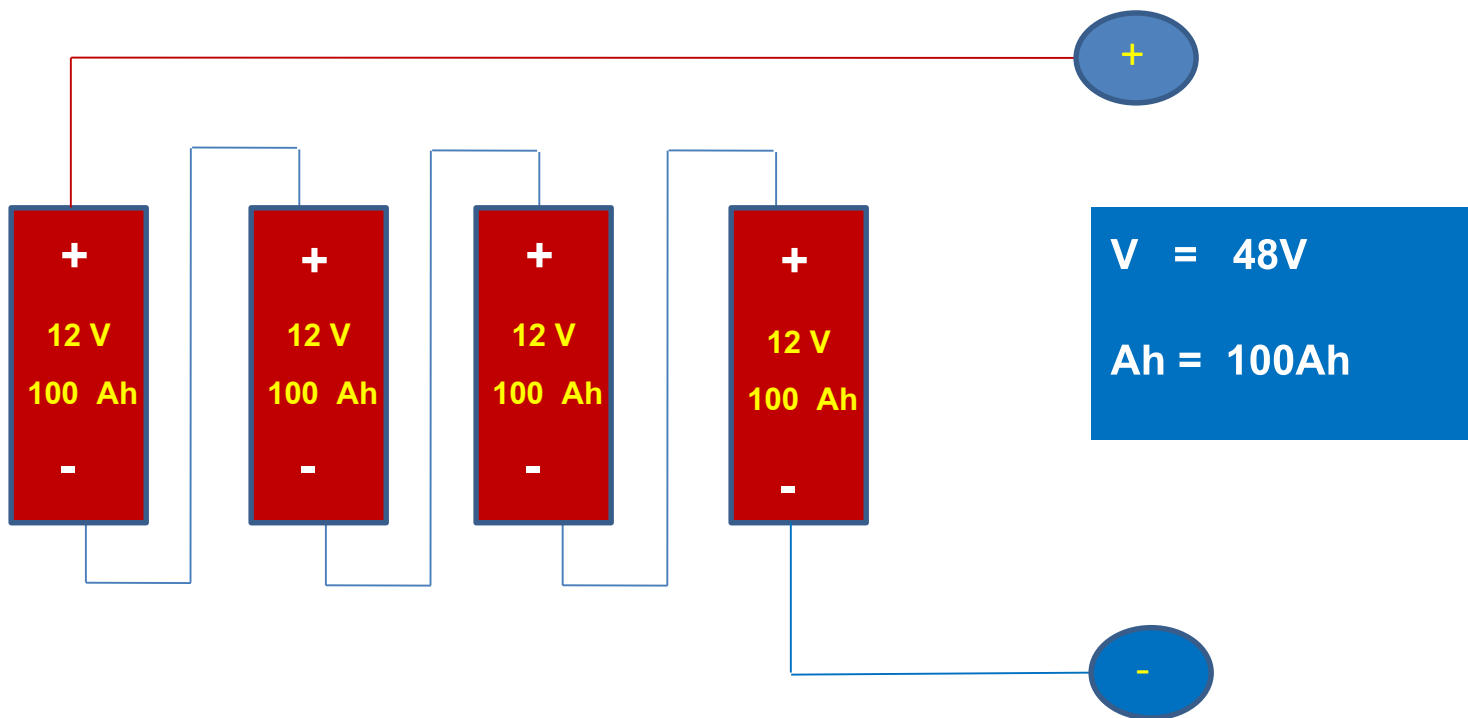 +
+
12 V
100 Ah
-
+
12 V
100 Ah
-
+
12 V
100 Ah
-
+
12 V
100 Ah
-
V = 48V
Ah = 100Ah
-